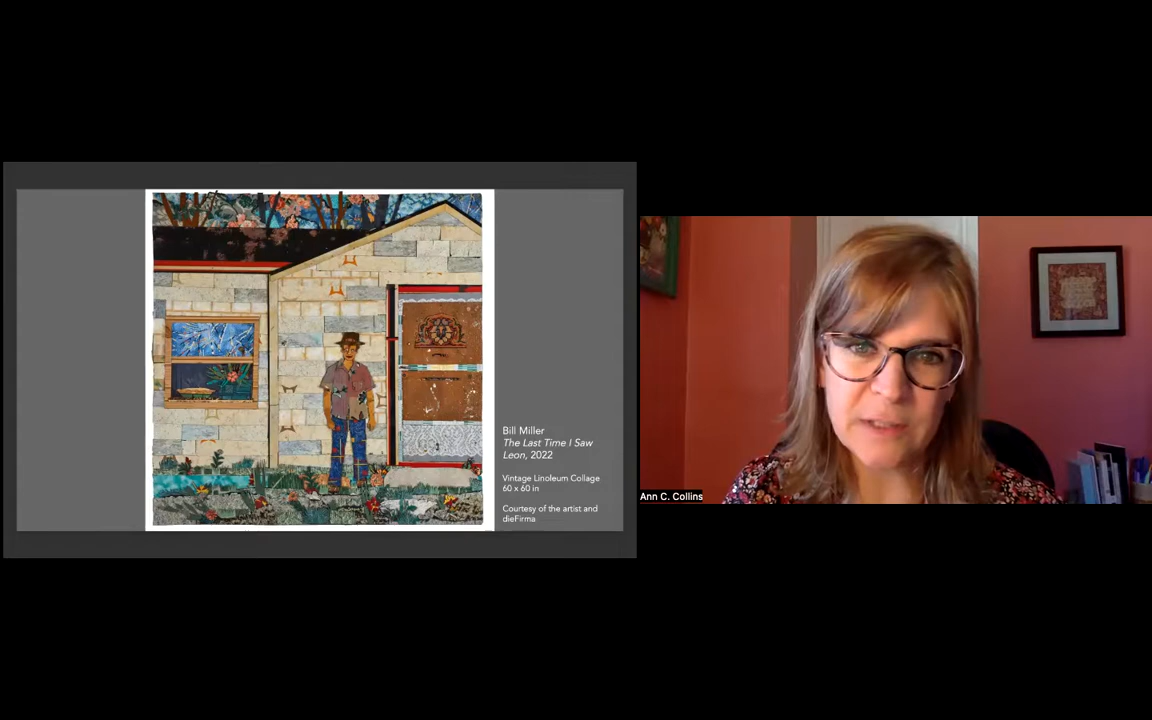 Bill Miller
The Last Time I Saw
Leon, 2022
Vintage Linoleum Collage
60 x 60 in
Courtesy of the artist and
dieFirma
Ann C. Collins